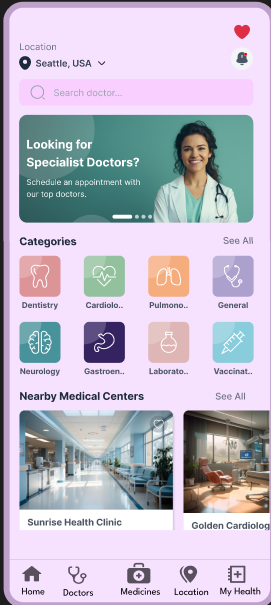 Location
Seattle, USA
Search doctor...
Looking for
Specialist Doctors?
Schedule an appointment with
our top doctors.
Categories
See All
Dentistry
Cardiolo..
Pulmono..
General
Neurology
Gastroen..
Laborato..
Vaccinat..
Nearby Medical Centers
See All
Sunrise Health Clinic
Golden Cardiolog
Home
Doctors
Medicines
Location
My Health